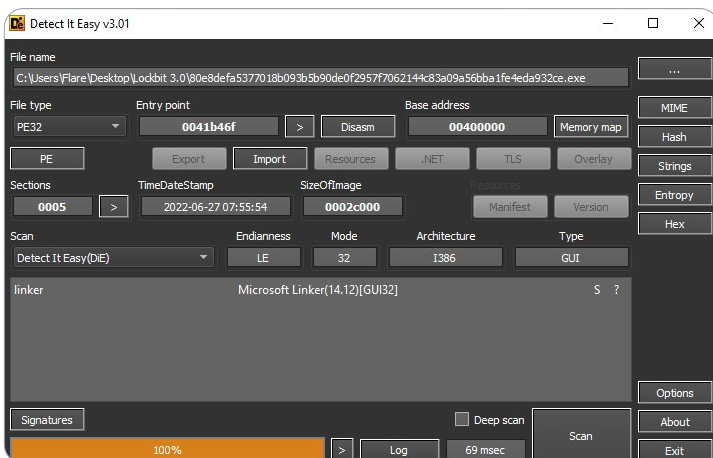 Detect It Easy v3.01
File name
C:\Users\Flare\Desktop\Lockbit 3.0\80e8defa5377018b093b5b90de0f2957f7062144c83a09a56bba1fe4eda932ce.exe
...
File type Entry point Base address
PE32 0041b46f > Disasm 00400000 Memory map MIME
PE Export Import Resources .NET TLS Overlay Hash
Strings
Sections TimeDateStamp SizeOfImage Resources
0005 > 2022-06-27 07:55:54 0002c000 Manifest Version Entropy
Hex
Scan Endianness Mode Architecture Type
Detect It Easy(DiE) LE 32 I386 GUI
linker Microsoft Linker(14.12)[GUI32] S ?
Options
Signatures Deep scan Scan About
100% > Log 69 msec Exit